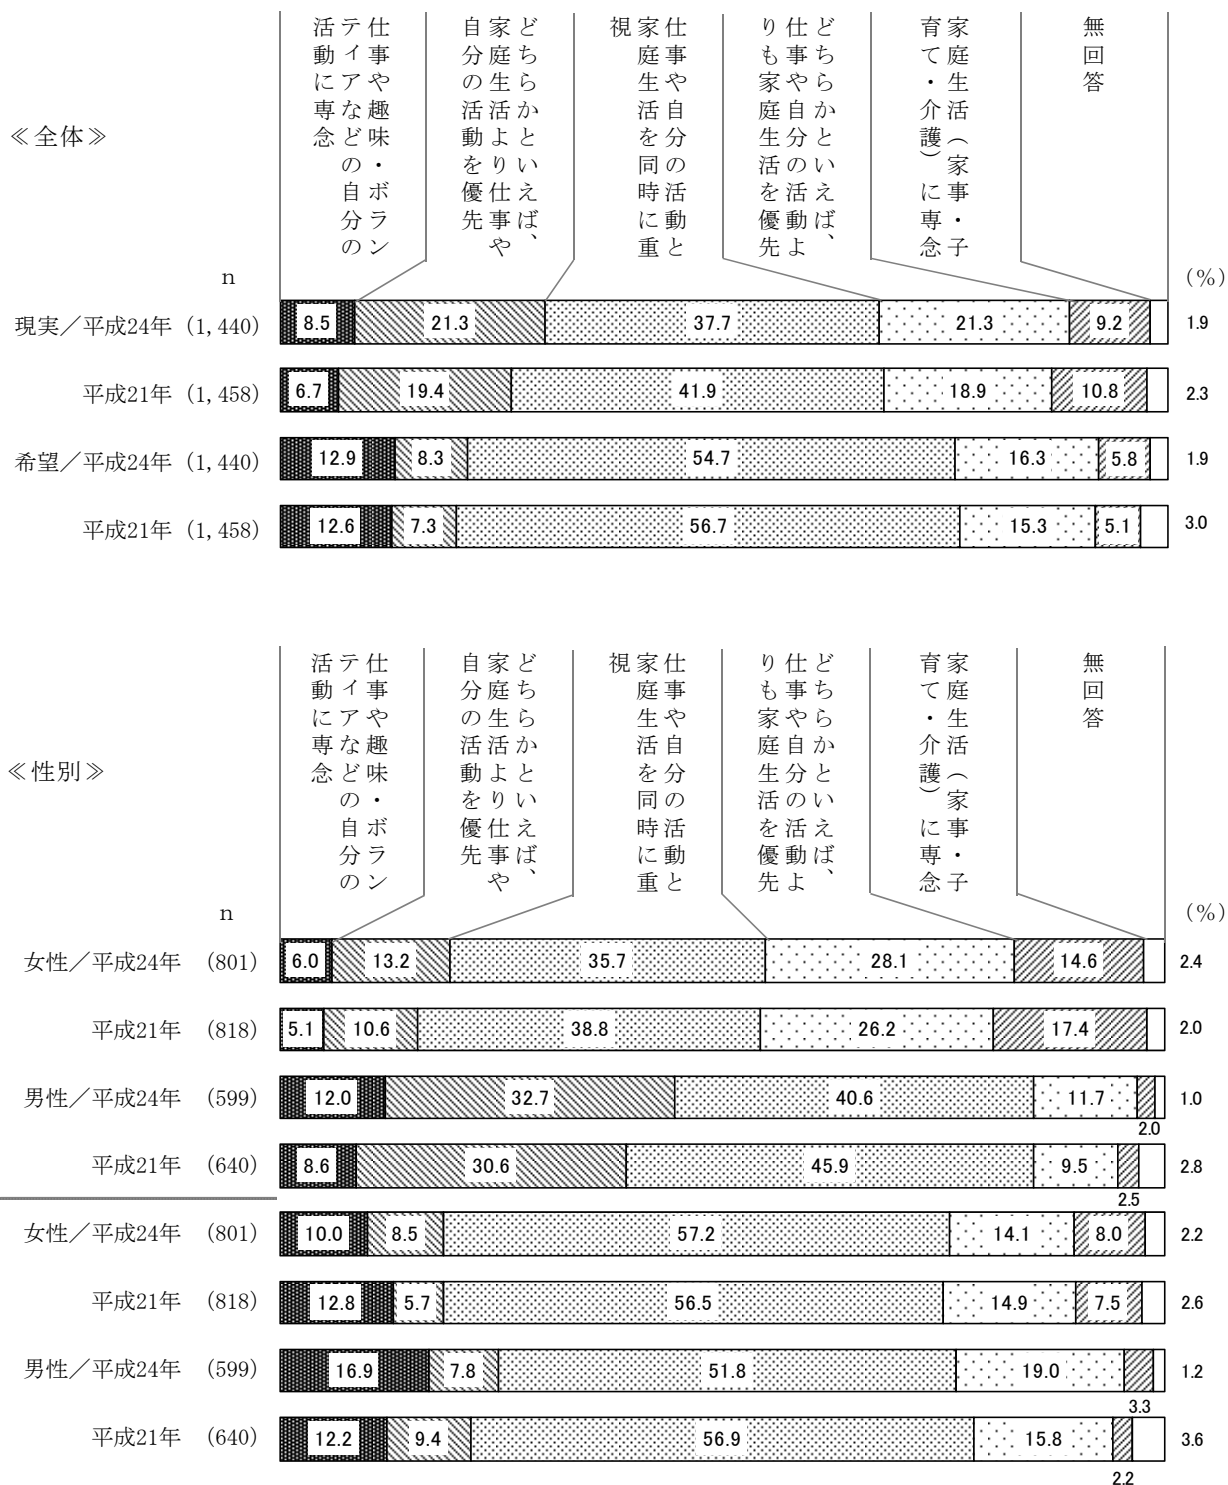 ≪全体≫
仕事や趣味・ボラン
ティアなどの自分の
活動に専念
どちらかといえば、
家庭生活より仕事や
自分の活動を優先
仕事や自分の活動と
家庭生活を同時に重
視
どちらかといえば、
仕事や自分の活動よ
りも家庭生活を優先
家庭生活（家事・子
育て・介護）に専念
無回答
n
(%)
現実／平成24年 (1,440) 8.5 21.3 37.7 21.3 9.2 1.9
平成21年 (1,458) 6.7 19.4 41.9 18.9 10.8 2.3
希望／平成24年 (1,440) 12.9 8.3 54.7 16.3 5.8 1.9
平成21年 (1,458) 12.6 7.3 56.7 15.3 5.1 3.0
≪性別≫
仕事や趣味・ボラン
ティアなどの自分の
活動に専念
どちらかといえば、
家庭生活より仕事や
自分の活動を優先
仕事や自分の活動と
家庭生活を同時に重
視
どちらかといえば、
仕事や自分の活動よ
りも家庭生活を優先
家庭生活（家事・子
育て・介護）に専念
無回答
n
(%)
女性／平成24年 (801) 6.0 13.2 35.7 28.1 14.6 2.4
平成21年 (818) 5.1 10.6 38.8 26.2 17.4 2.0
男性／平成24年 (599) 12.0 32.7 40.6 11.7 2.0 1.0
平成21年 (640) 8.6 30.6 45.9 9.5 2.5 2.8
女性／平成24年 (801) 10.0 8.5 57.2 14.1 8.0 2.2
平成21年 (818) 12.8 5.7 56.5 14.9 7.5 2.6
男性／平成24年 (599) 16.9 7.8 51.8 19.0 3.3 1.2
平成21年 (640) 12.2 9.4 56.9 15.8 2.2 3.6